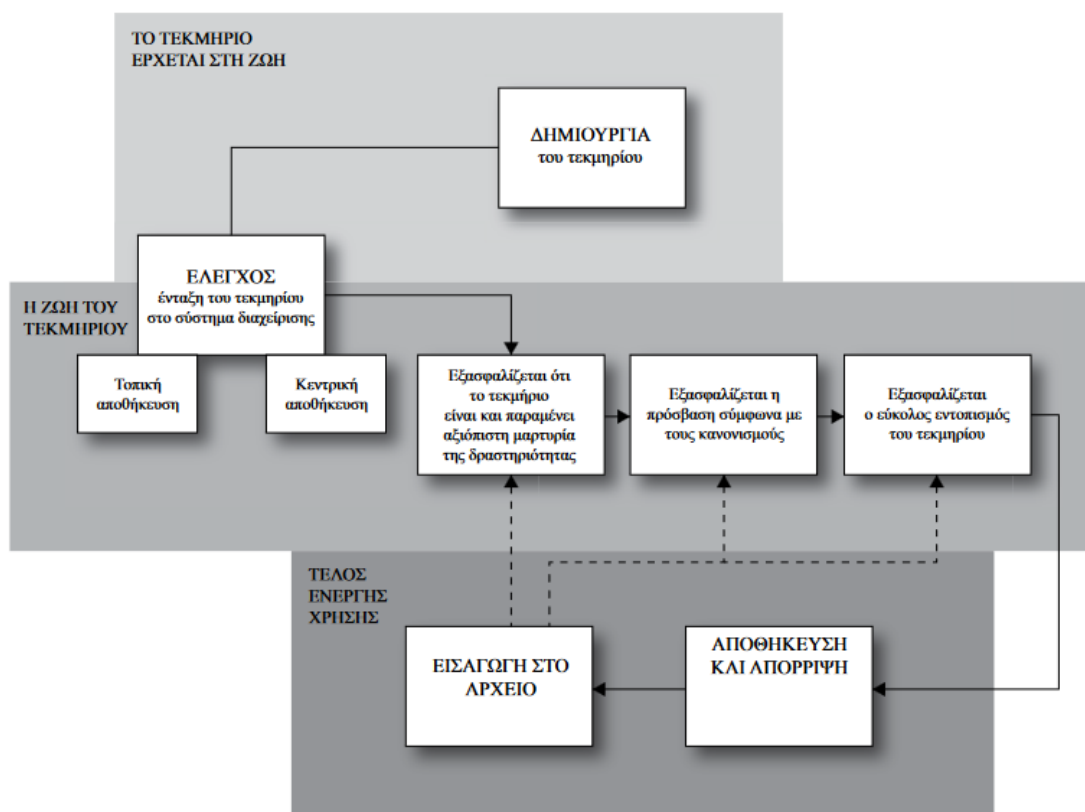 ΤΟ ΤΕΚΜΗΡΙΟ
ΕΡΧΕΤΑΙ ΣΤΗ ΖΩΗ
ΔΗΜΙΟΥΡΓΙΑ
του τεκμηρίου
ΕΛΕΓΧΟΣ
ένταξη του τεκμηρίου
στο σύστημα διαχείρισης
Η ΖΩΗ ΤΟΥ
ΤΕΚΜΗΡΙΟΥ
Τοπική
αποθήκευση
Κεντρική
αποθήκευση
Εξασφαλίζεται ότι
το τεκμήριο
είναι και παραμένει
αξιόπιστη μαρτυρία
της δραστηριότητας
Εξασφαλίζεται η
πρόσβαση σύμφωνα με
τους κανονισμούς
Εξασφαλίζεται
ο εύκολος εντοπισμός
του τεκμηρίου
ΤΕΛΟΣ
ΕΝΕΡΓΗΣ
ΧΡΗΣΗΣ
ΕΙΣΑΓΩΓΗ ΣΤΟ
ΑΡΧΕΙΟ
ΑΠΟΘΗΚΕΥΣΗ
ΚΑΙ ΑΠΟΡΡΙΨΗ